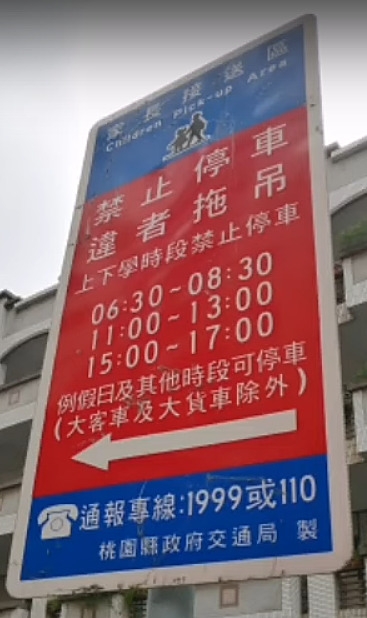 家長接送區
Children Pick-up Area
禁止停車
違者拖吊
上下學時段禁止停車
06:30~08:30
11:00~13:00
15:00~17:00
例假日及其他時段可停車
(大客車及大貨車除外)
通報專線:1999或110
桃園縣政府交通局 製